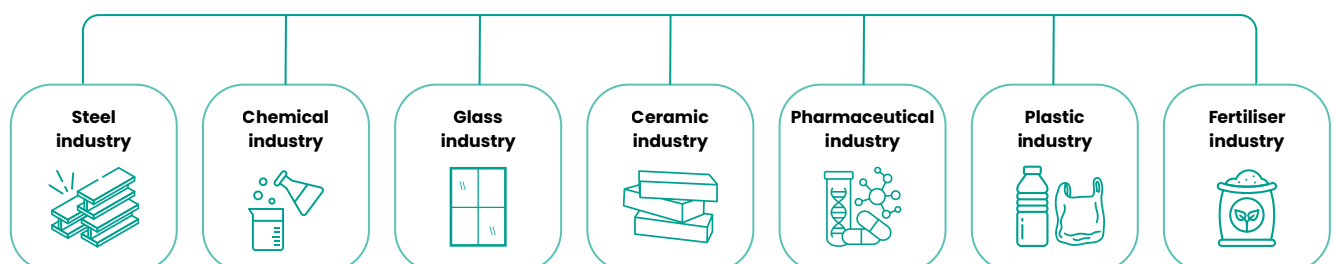 Steel
industry
Chemical
industry
Glass
industry
Ceramic
industry
Pharmaceutical
industry
Plastic
industry
Fertiliser
industry